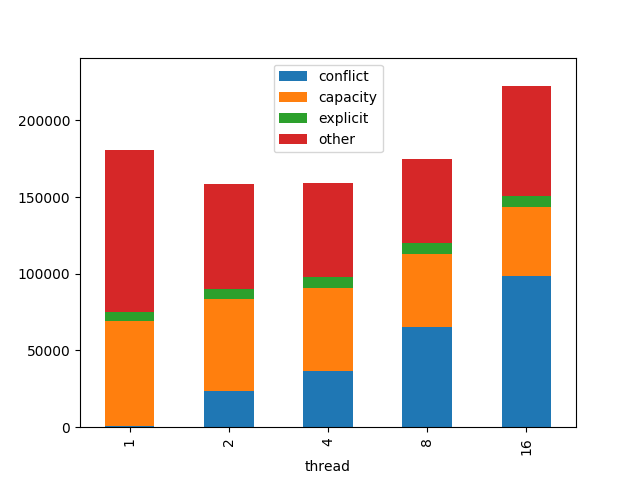 conflict
capacity
explicit
other
200000
150000
100000
50000
0
1
2
4
8
16
thread